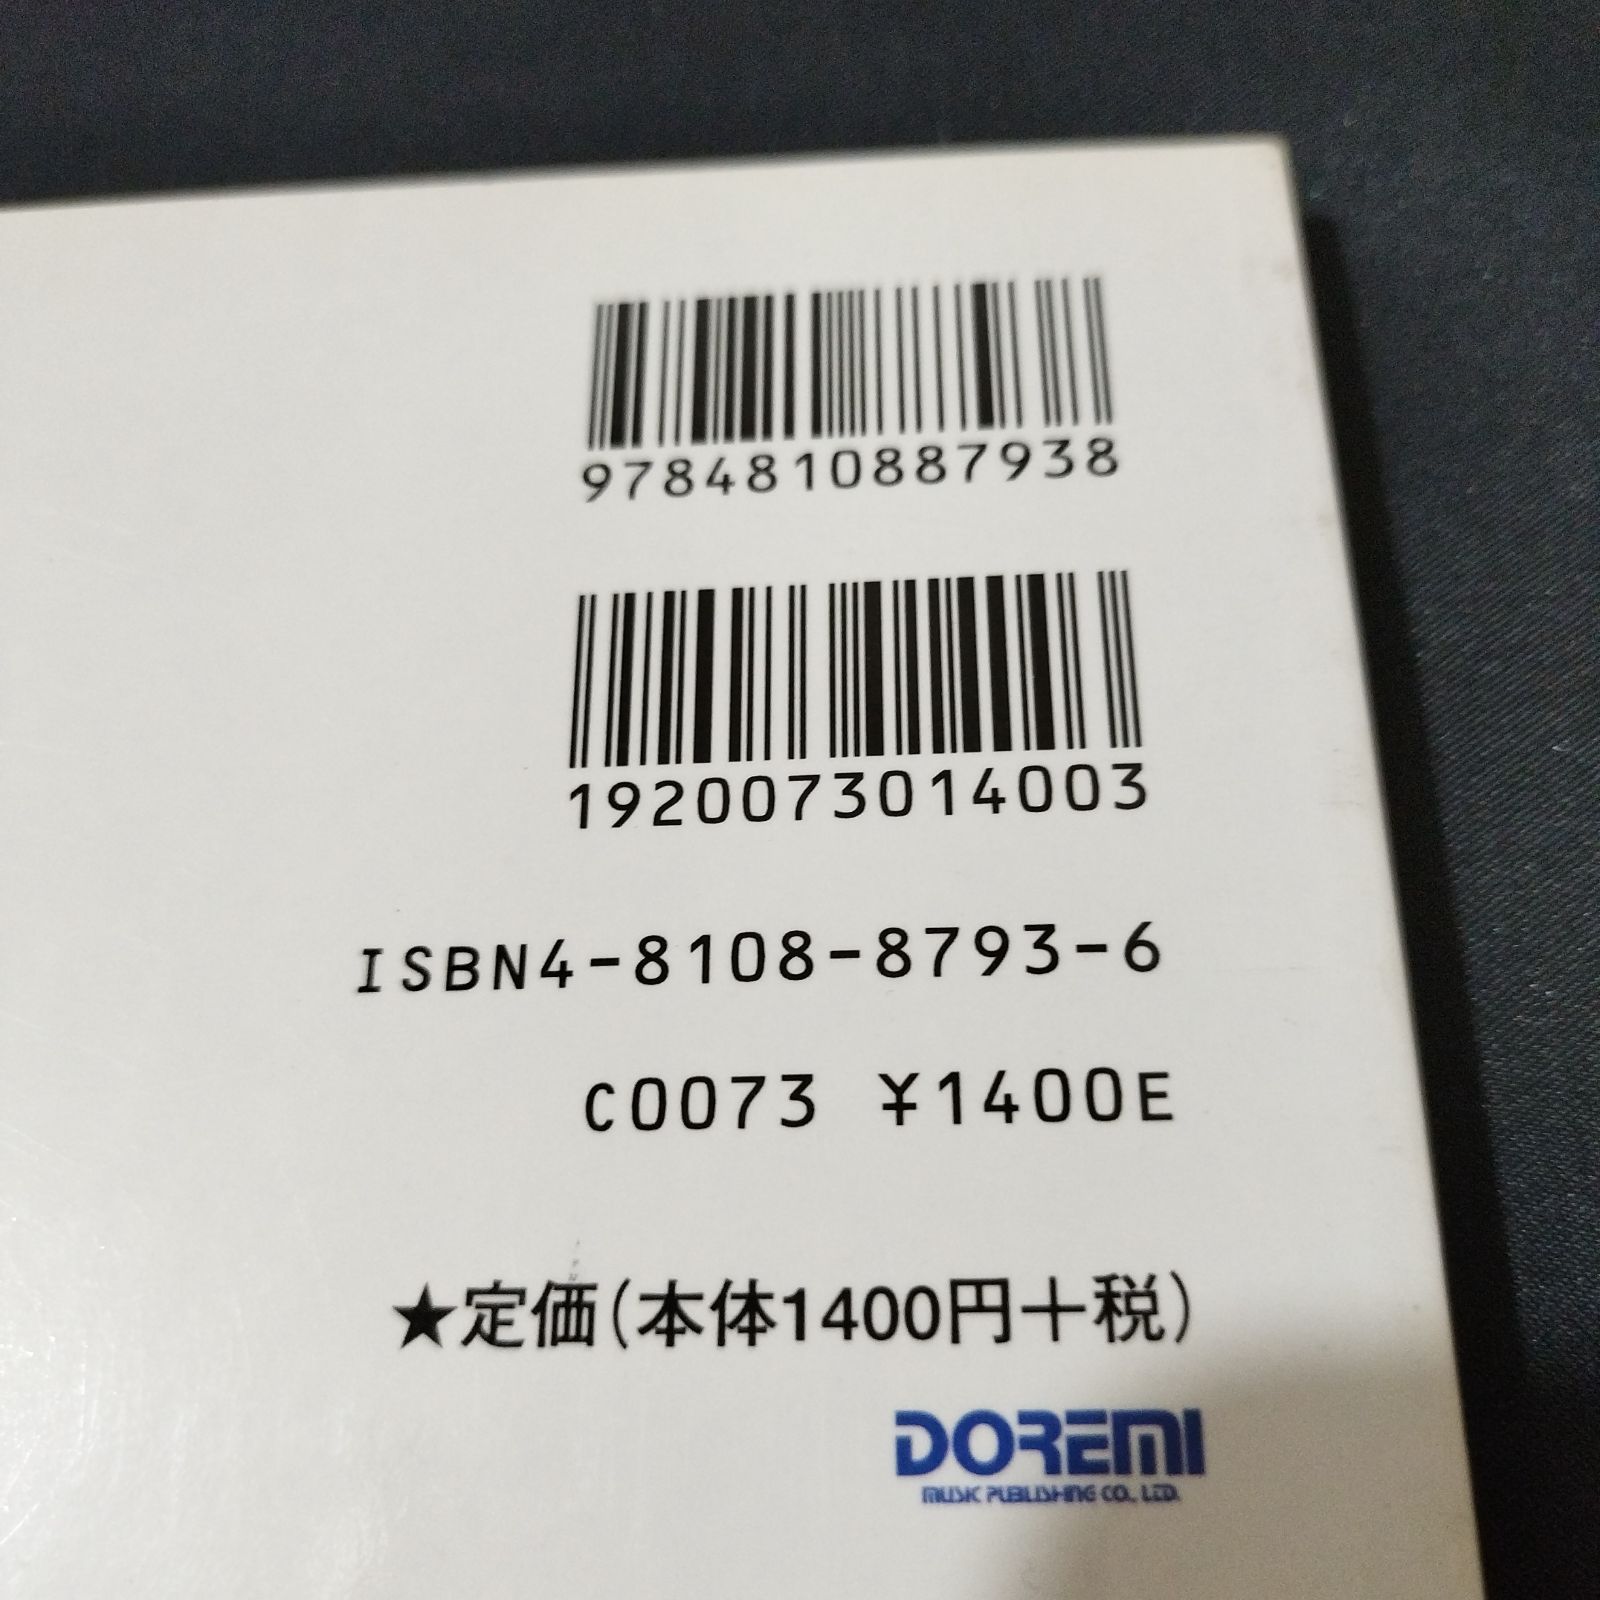 9784810887938
1920073014003
ISBN4-8108-8793-6
C0073 ¥1400E
★定価(本体1400円+税)
DOREMI
MUSIC PUBLISHING CO., LTD.